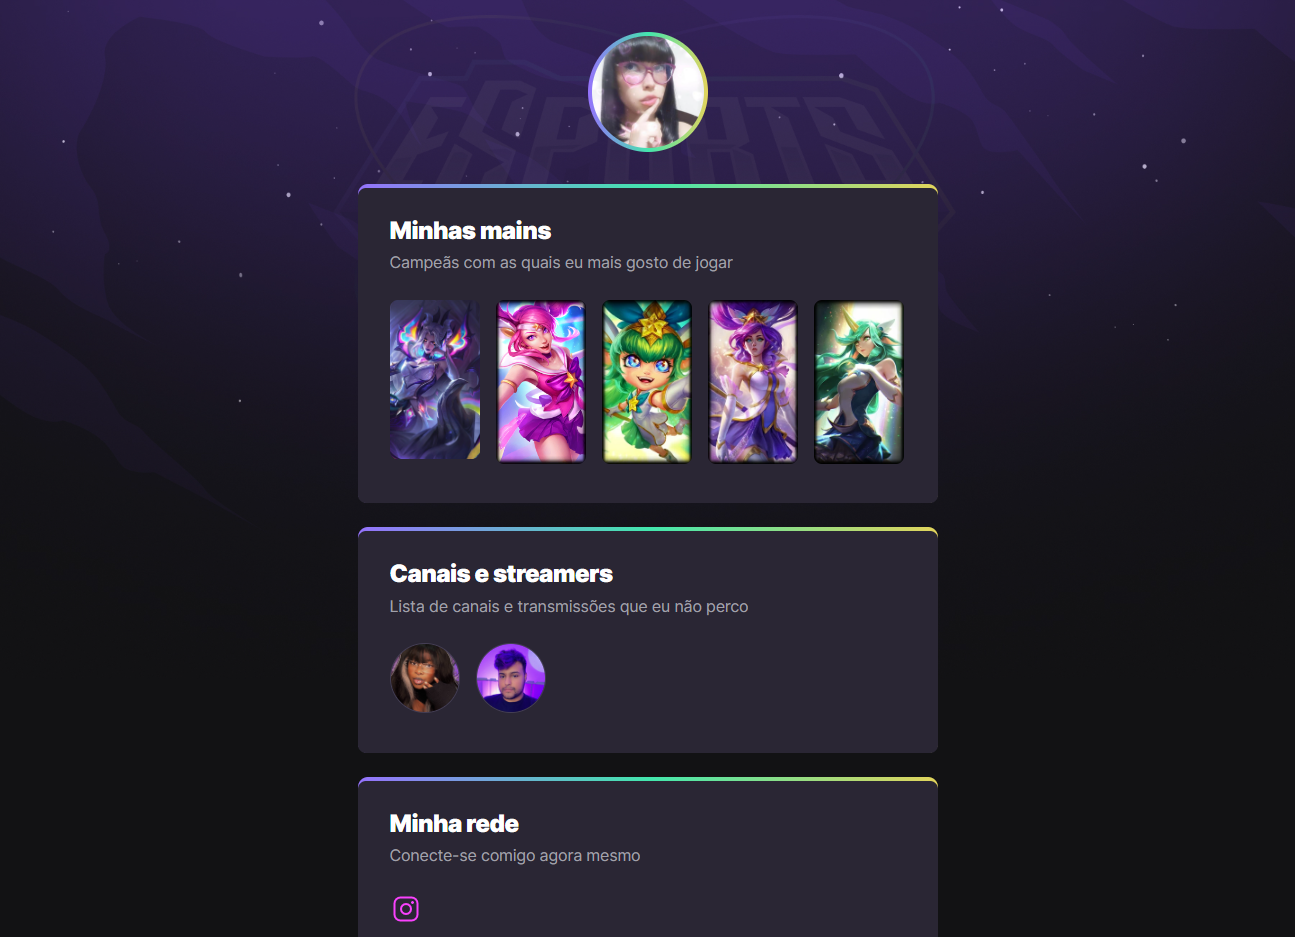 ESPORTS
Minhas mains
Campeãs com as quais eu mais gosto de jogar
Canais e streamers
Lista de canais e transmissões que eu não perco
Minha rede
Conecte-se comigo agora mesmo